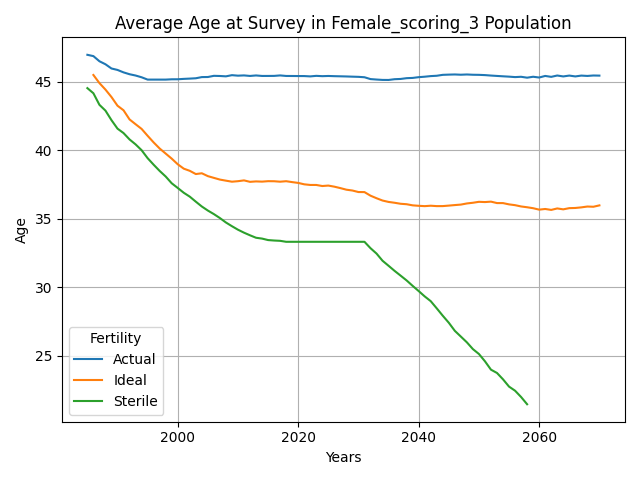 Average Age at Survey in Female_scoring_3 Population
Age
45
40
35
30
25
Fertility
Actual
Ideal
Sterile
2000
2020
2040
2060
Years